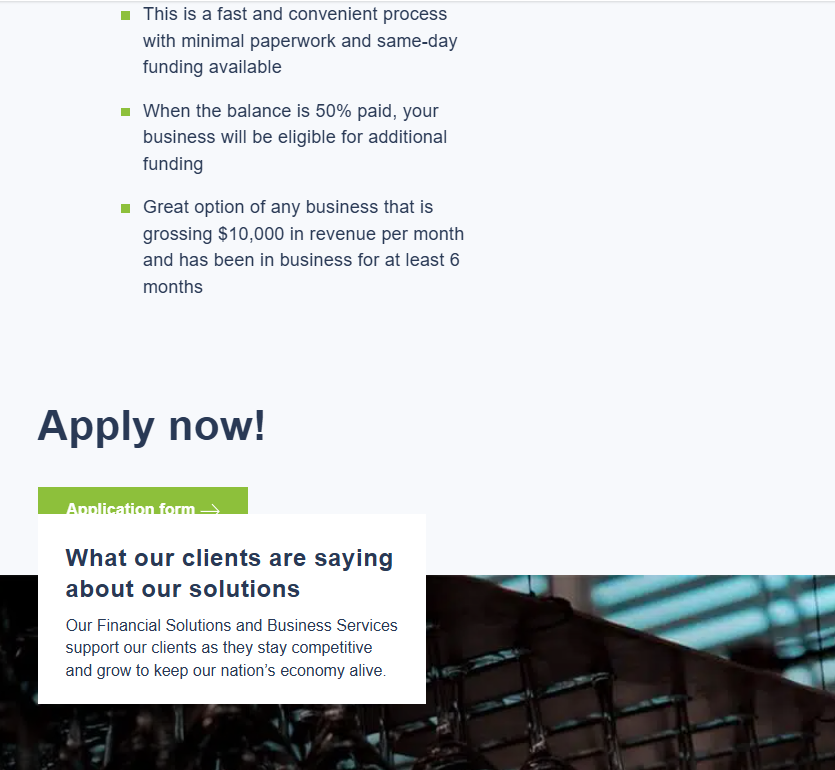 This is a fast and convenient process
with minimal paperwork and same-day
funding available
When the balance is 50% paid, your
business will be eligible for additional
funding
Great option of any business that is
grossing $10,000 in revenue per month
and has been in business for at least 6
months
Apply now!
Application form
What our clients are saying
about our solutions
Our Financial Solutions and Business Services
support our clients as they stay competitive
and grow to keep our nation’s economy alive.